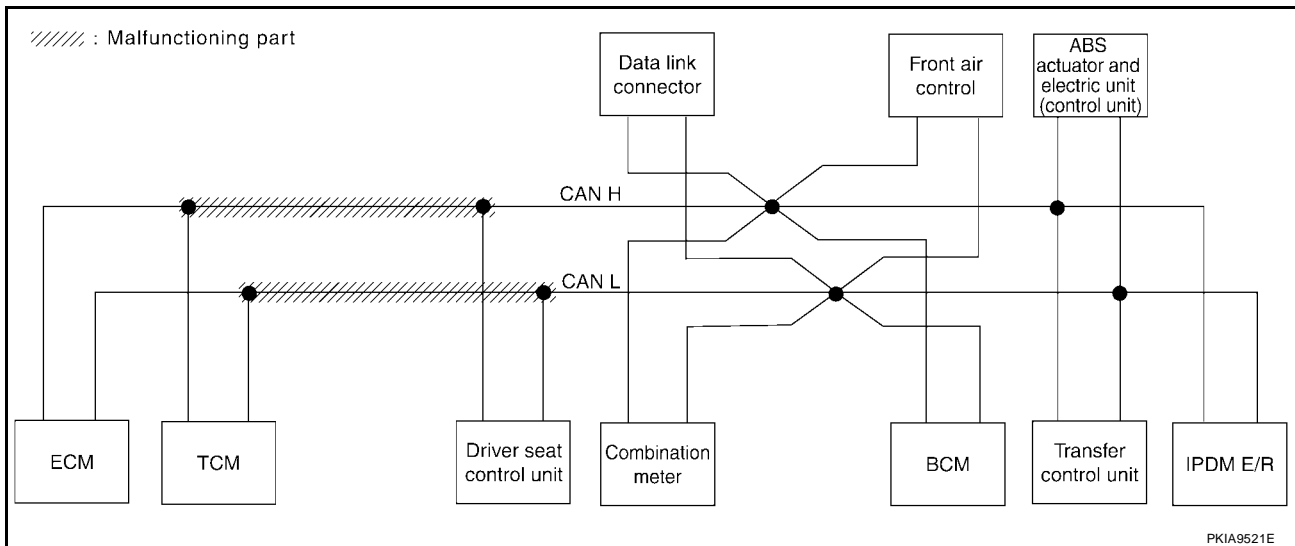 : Malfunctioning part
Data link
connector
Front air
control
ABS
actuator and
electric unit
(control unit)
CAN H
CAN L
ECM
TCM
Driver seat
control unit
Combination
meter
BCM
Transfer
control unit
IPDM E/R
PKIA9521E